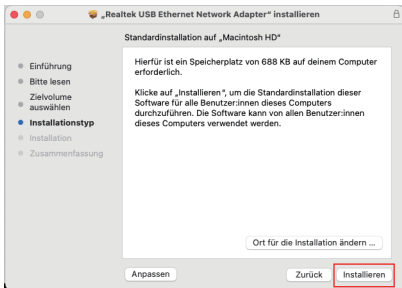 „Realtek USB Ethernet Network Adapter“ installieren
Standardinstallation auf „Macintosh HD“
Einführung
Bitte lesen
Zielvolume
auswählen
Installationstyp
Installation
Zusammenfassung
Hierfür ist ein Speicherplatz von 688 KB auf deinem Computer
erforderlich.
Klicke auf „Installieren“, um die Standardinstallation dieser
Software für alle Benutzer:innen dieses Computers
durchzuführen. Die Software kann von allen Benutzer:innen
dieses Computers verwendet werden.
Ort für die Installation ändern ...
Anpassen
Zurück
Installieren